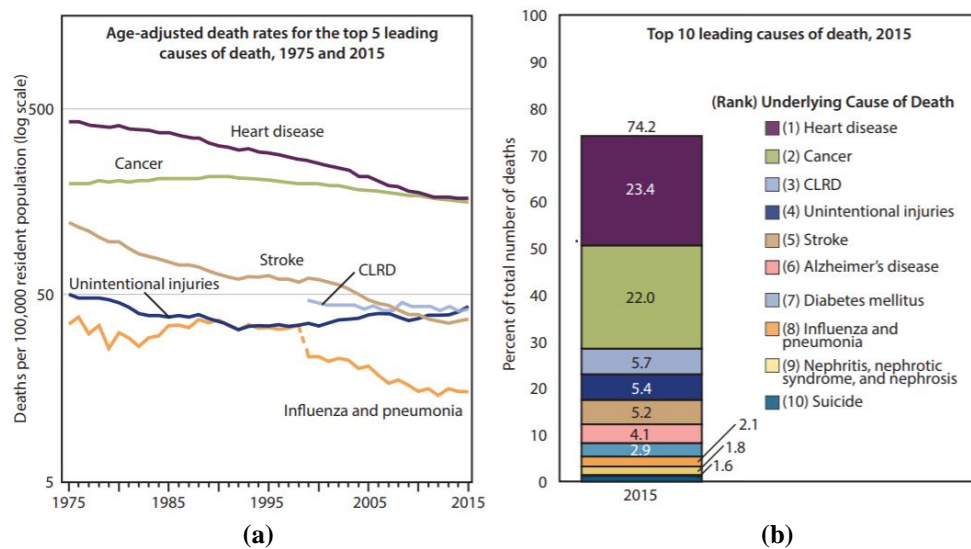 Age-adjusted death rates for the top 5 leading
causes of death, 1975 and 2015
Deaths per 100,000 resident population (log scale)
500
50
5
Heart disease
Cancer
Stroke
CLRD
Unintentional injuries
Influenza and pneumonia
1975
1985
1995
2005
2015
(a)
Top 10 leading causes of death, 2015
Percent of total number of deaths
100
90
80
70
60
50
40
30
20
10
0
74.2
23.4
22.0
5.7
5.4
5.2
4.1
2.9
2.1
1.8
1.6
2015
(Rank) Underlying Cause of Death
(1) Heart disease
(2) Cancer
(3) CLRD
(4) Unintentional injuries
(5) Stroke
(6) Alzheimer's disease
(7) Diabetes mellitus
(8) Influenza and
pneumonia
(9) Nephritis, nephrotic
syndrome, and nephrosis
(10) Suicide
(b)